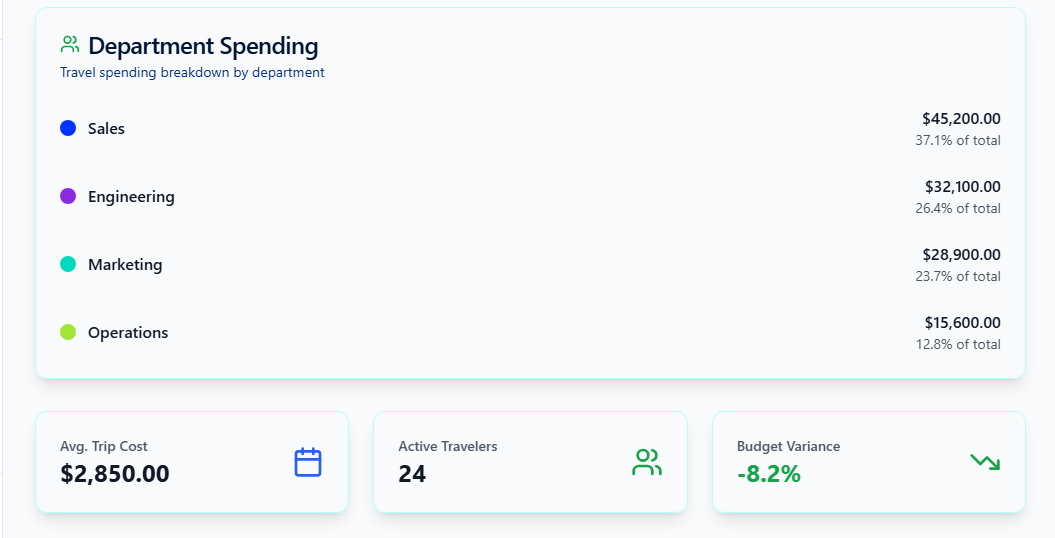 Department Spending
Travel spending breakdown by department
Sales
$45,200.00
37.1% of total
Engineering
$32,100.00
26.4% of total
Marketing
$28,900.00
23.7% of total
Operations
$15,600.00
12.8% of total
Avg. Trip Cost
$2,850.00
Active Travelers
24
Budget Variance
-8.2%